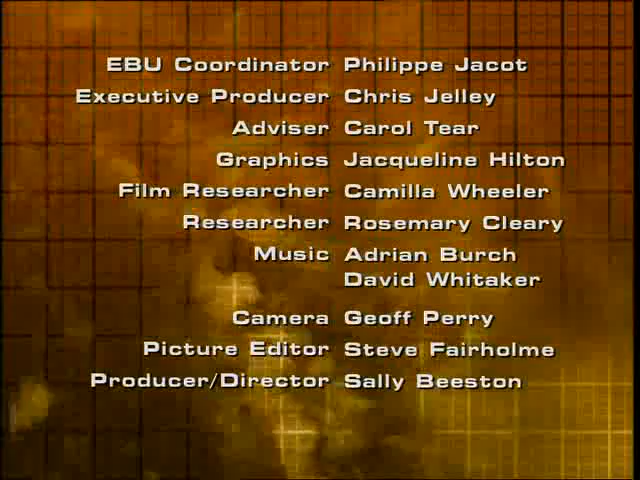 EBU Coordinator Philippe Jacot
Executive Producer Chris Jelley
Adviser Carol Tear
Graphics Jacqueline Hilton
Film Researcher Camilla Wheeler
Researcher Rosemary Cleary
Music Adrian Burch
David Whitaker
Camera Geoff Perry
Picture Editor Steve Fairholme
Producer/Director Sally Beeston